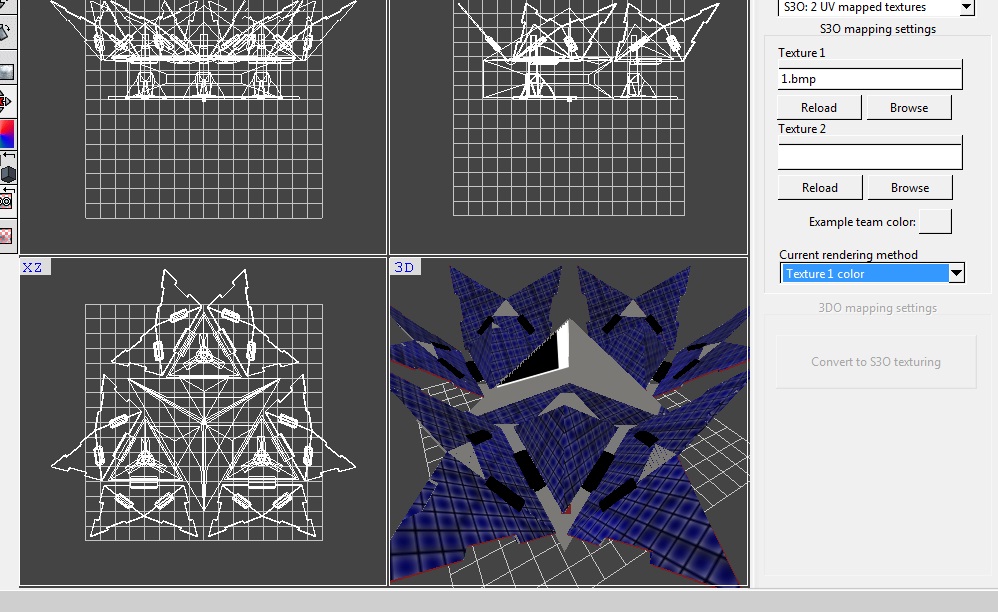 S3O: 2 UV mapped textures
S3O mapping settings
Texture 1
1.bmp
Reload
Browse
Texture 2
Reload
Browse
Example team color:
Current rendering method
Texture 1 color
3DO mapping settings
Convert to S3O texturing
XZ
3D